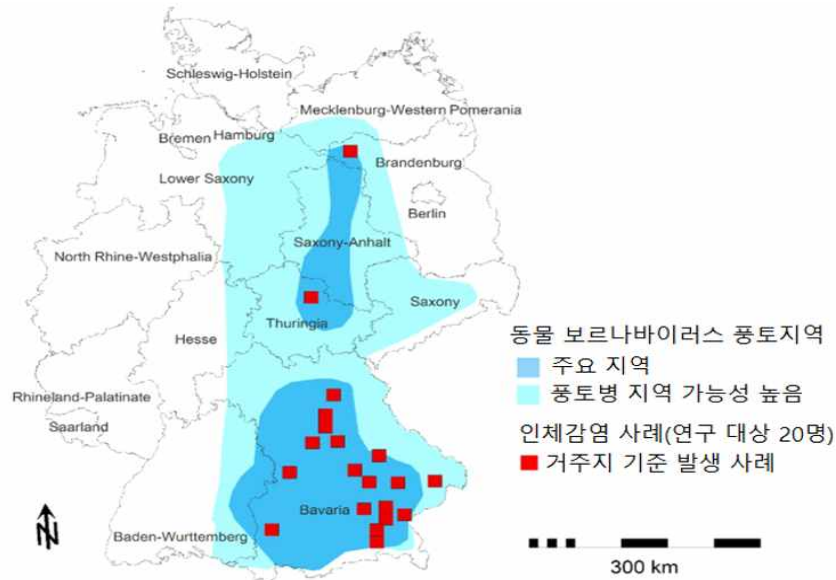 Schleswig-Holstein
Mecklenburg-Western Pomerania
Bremen
Hamburg
Brandenburg
Lower Saxony
Berlin
Saxony-Anhalt
North Rhine-Westphalia
Saxony
Thuringia
Hesse
Rhineland-Palatinate
Saarland
Bavaria
Baden-Wurttemberg
동물 보르나바이러스 풍토지역
주요 지역
풍토병 지역 가능성 높음
인체감염 사례(연구 대상 20명)
거주지 기준 발생 사례
N
300 km